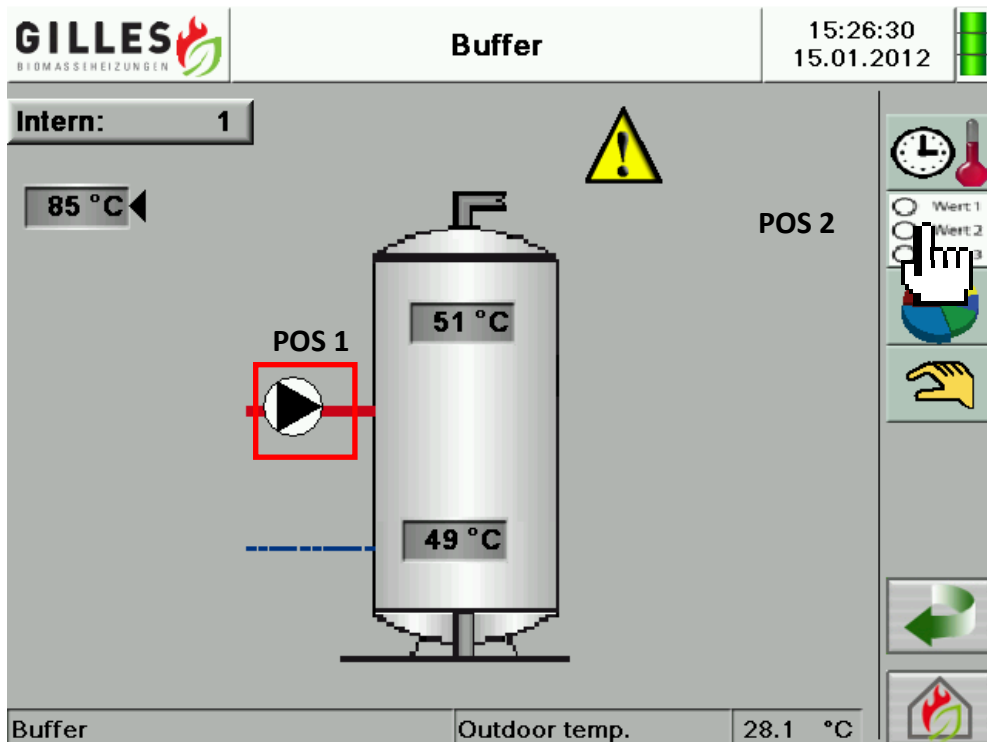 GILLES
BIOMASSEHEIZUNGEN
Buffer
15:26:30
15.01.2012
Intern: 1
85 °C
POS 2
Wert 1
Wert 2
3
51 °C
POS 1
49 °C
Buffer
Outdoor temp.
28.1 °C